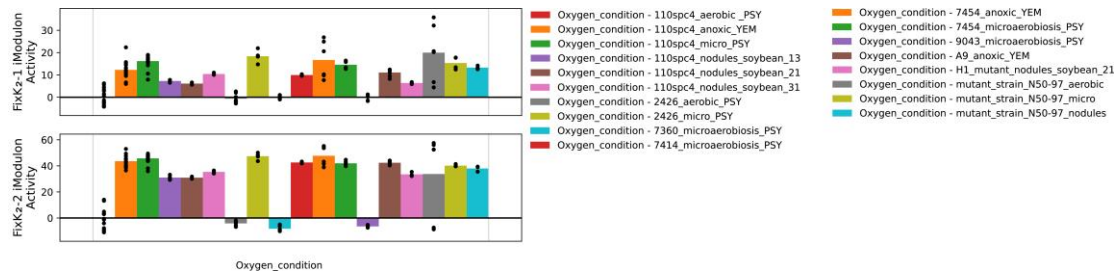 FixK₂-1 iModulon
Activity
30
20
10
0
FixK₂-2 iModulon
Activity
60
40
20
0
Oxygen_condition
Oxygen_condition - 110spc4_aerobic _PSY
Oxygen_condition - 110spc4_anoxic_YEM
Oxygen_condition - 110spc4_micro_PSY
Oxygen_condition - 110spc4_nodules_soybean_13
Oxygen_condition - 110spc4_nodules_soybean_21
Oxygen_condition - 110spc4_nodules_soybean_31
Oxygen_condition - 2426_aerobic_PSY
Oxygen_condition - 2426_micro_PSY
Oxygen_condition - 7360_microaerobiosis_PSY
Oxygen_condition - 7414_microaerobiosis_PSY
Oxygen_condition - 7454_anoxic_YEM
Oxygen_condition - 7454_microaerobiosis_PSY
Oxygen_condition - 9043_microaerobiosis_PSY
Oxygen_condition - A9_anoxic_YEM
Oxygen_condition - H1_mutant_nodules_soybean_21
Oxygen_condition - mutant_strain_N50-97_aerobic
Oxygen_condition - mutant_strain_N50-97_micro
Oxygen_condition - mutant_strain_N50-97_nodules